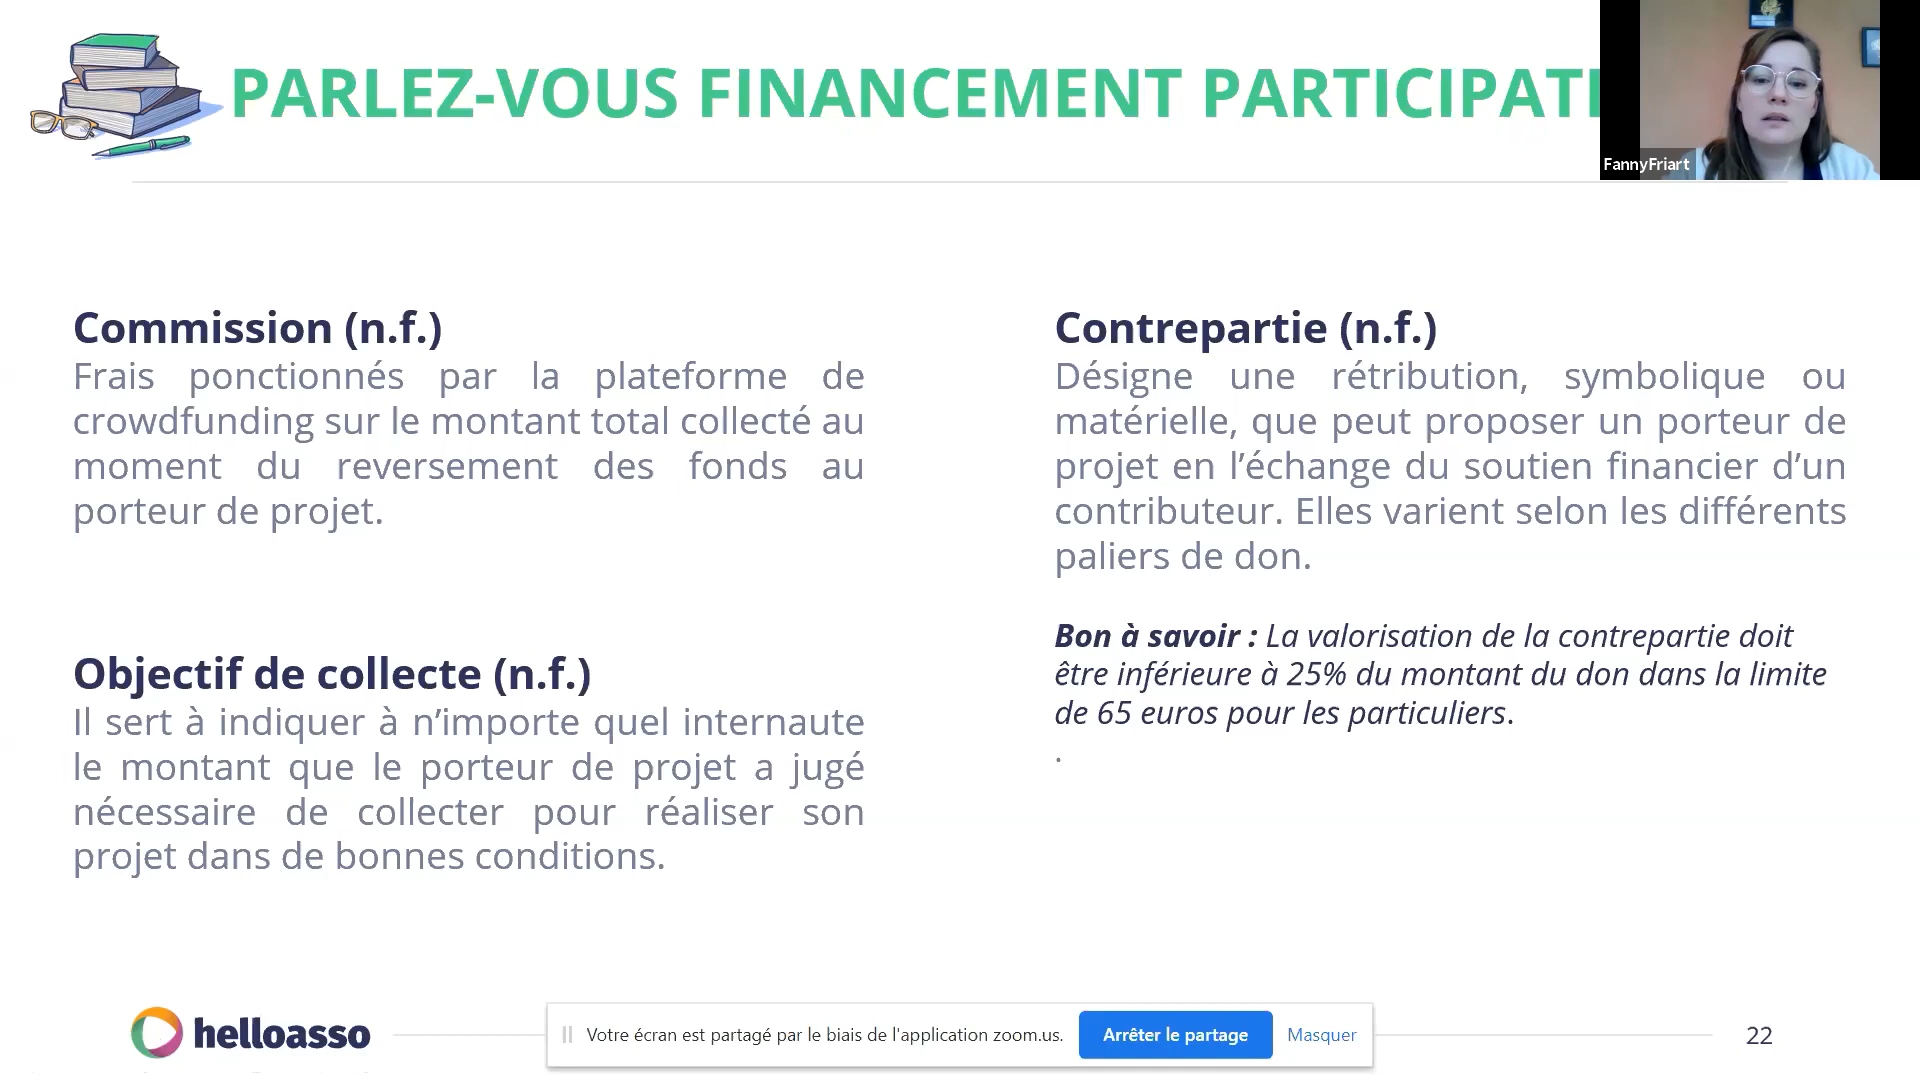 PARLEZ-VOUS FINANCEMENT PARTICIPATI
FannyFriart
Commission (n.f.)
Frais ponctionnés par la plateforme de
crowdfunding sur le montant total collecté au
moment du reversement des fonds au
porteur de projet.
Objectif de collecte (n.f.)
Il sert à indiquer à n’importe quel internaute
le montant que le porteur de projet a jugé
nécessaire de collecter pour réaliser son
projet dans de bonnes conditions.
Contrepartie (n.f.)
Désigne une rétribution, symbolique ou
matérielle, que peut proposer un porteur de
projet en l’échange du soutien financier d’un
contributeur. Elles varient selon les différents
paliers de don.
Bon à savoir : La valorisation de la contrepartie doit
être inférieure à 25% du montant du don dans la limite
de 65 euros pour les particuliers.
.
helloasso
Votre écran est partagé par le biais de l'application zoom.us.
Arrêter le partage
Masquer
22